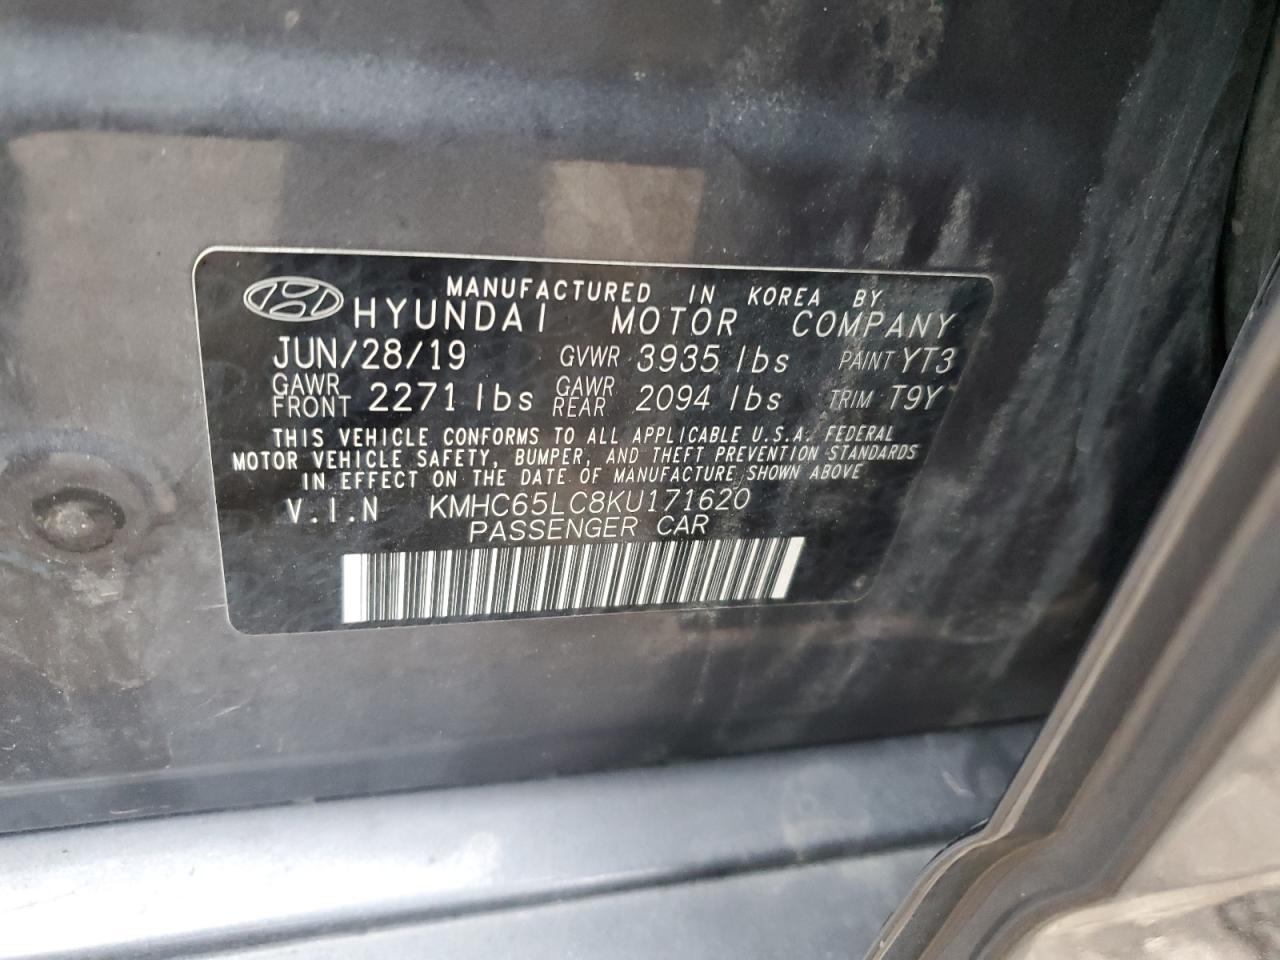 MANUFACTURED IN KOREA BY
HYUNDAI MOTOR COMPANY
JUN/28/19 GVWR 3935 lbs PAINT YT3
GAWR FRONT 2271 lbs GAWR REAR 2094 lbs TRIM T9Y
THIS VEHICLE CONFORMS TO ALL APPLICABLE U.S.A. FEDERAL
MOTOR VEHICLE SAFETY, BUMPER, AND THEFT PREVENTION STANDARDS
IN EFFECT ON THE DATE OF MANUFACTURE SHOWN ABOVE
V.I.N KMHC65LC8KU171620
PASSENGER CAR